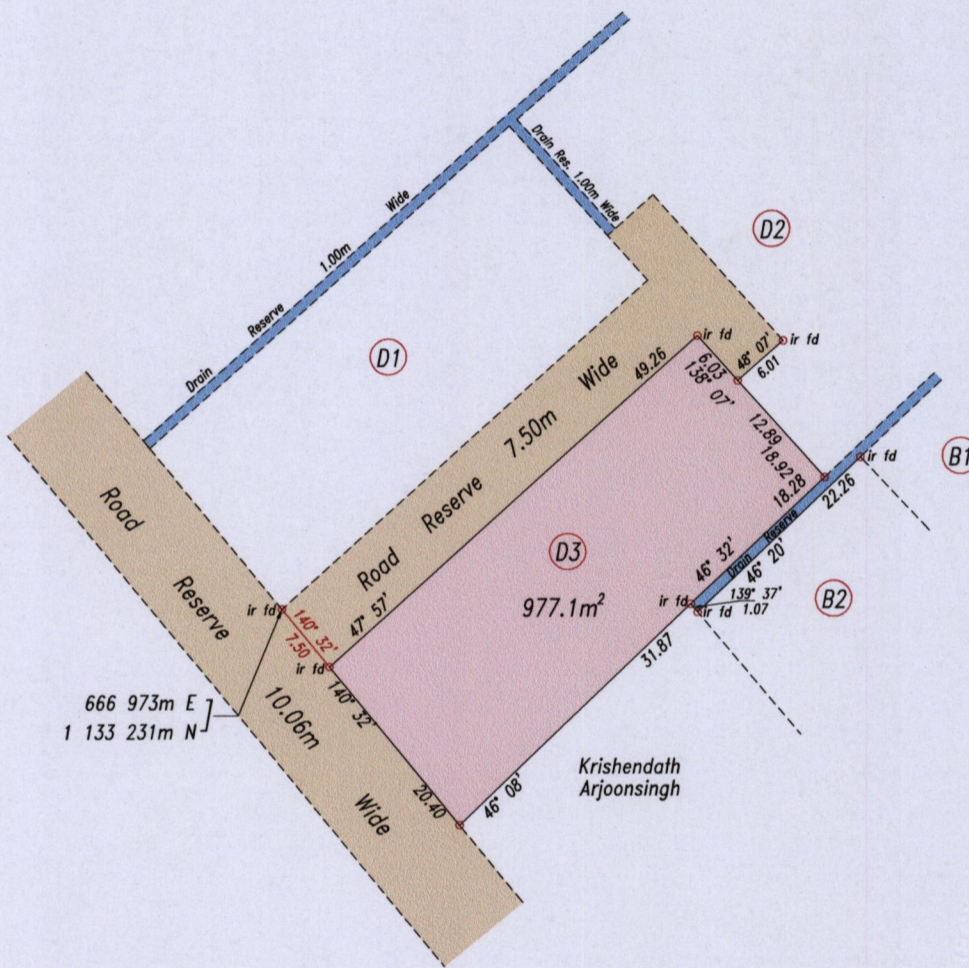 Drain Reserve 1.00m Wide
Drain Res. 1.00m Wide
D2
D1
ir fd
48° 07'
6.01
ir fd
6.03
138° 07'
49.26
Road Reserve 7.50m Wide
12.89
18.92
ir fd
B1
22.26
18.28
Road Reserve 10.06m Wide
D3
977.1m²
46° 32'
Drain Reserve
46° 20'
B2
139° 37'
1.07
ir fd
ir fd
ir fd
140° 32'
7.50
ir fd
47° 57'
31.87
140° 32'
666 973m E
1 133 231m N
20.40
46° 08'
Krishendath
Arjoonsingh